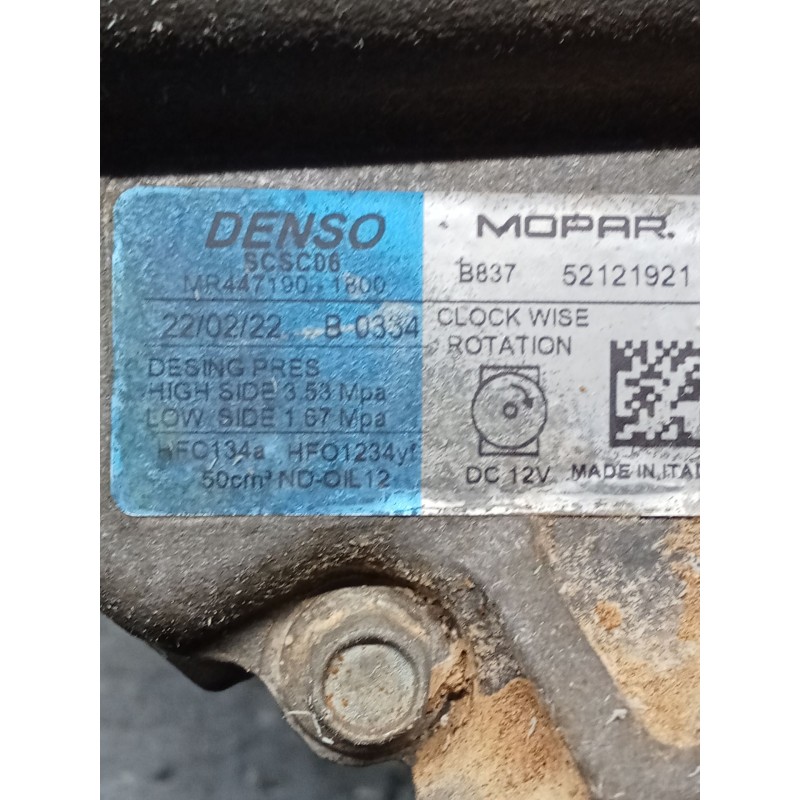 DENSO
SCSC06
MR447190-1800
22/02/22 B 0334
DESING PRES
HIGH SIDE 3.53 Mpa
LOW SIDE 1.67 Mpa
HFC134a HFO1234yf
50cm³ ND-OIL12
MOPAR.
B837 52121921
CLOCK WISE
ROTATION
DC 12V
MADE IN ITA